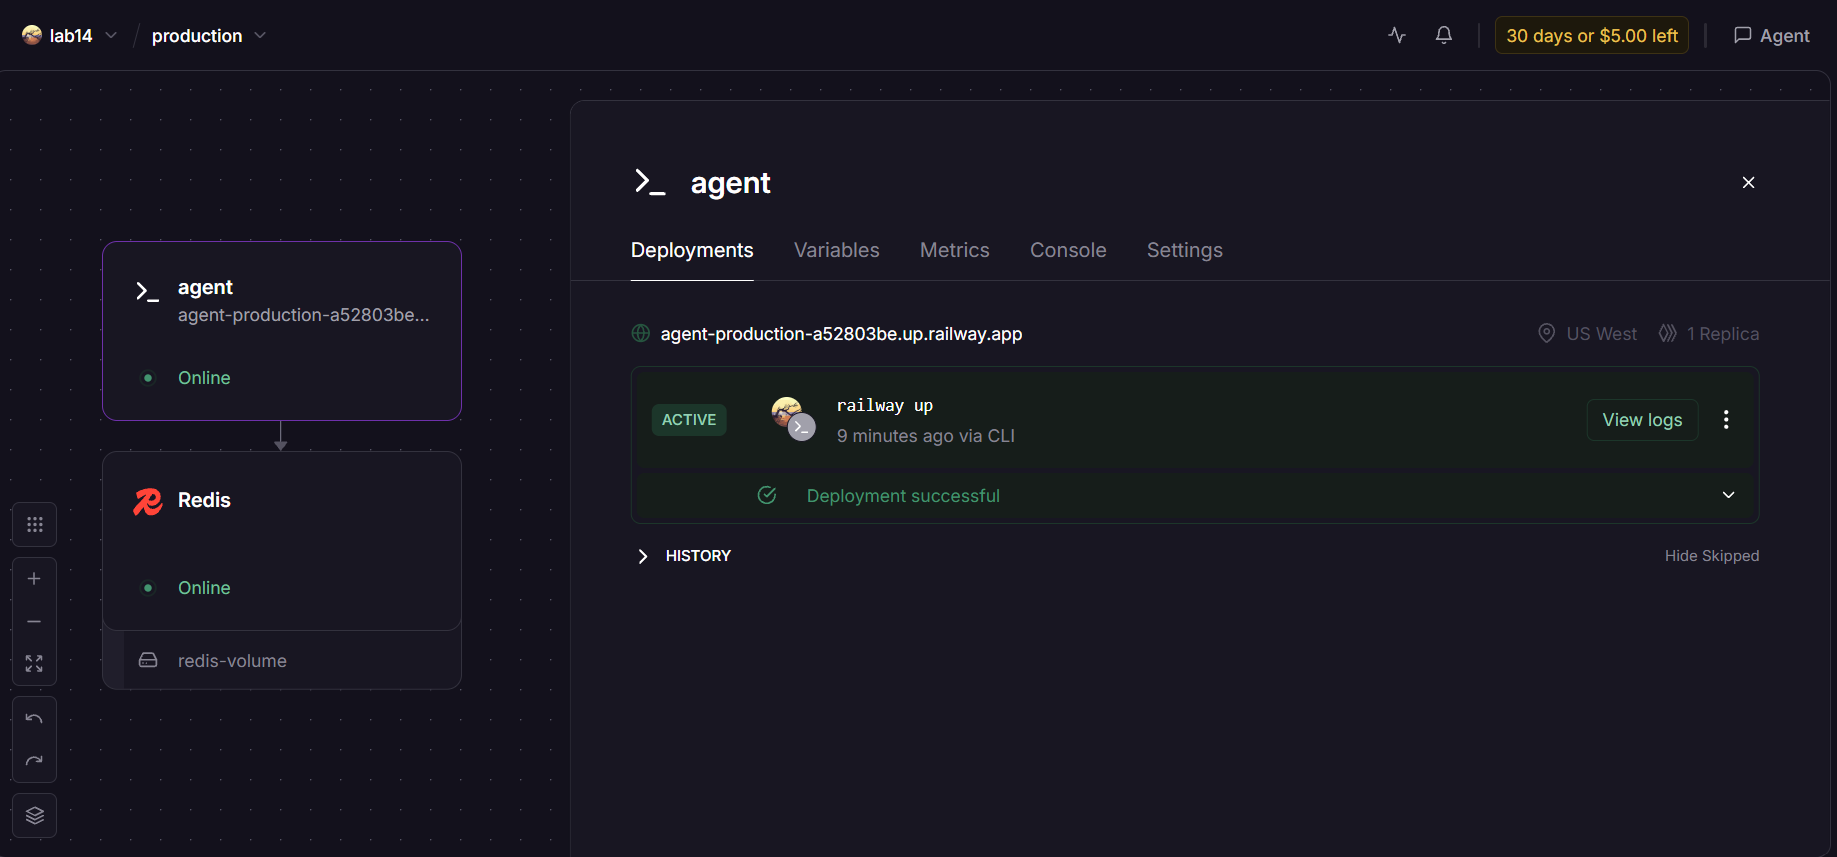 lab14
production
30 days or $5.00 left
Agent
agent
agent-production-a52803be...
Online
Redis
Online
redis-volume
agent
Deployments
Variables
Metrics
Console
Settings
agent-production-a52803be.up.railway.app
US West
1 Replica
ACTIVE
railway up
9 minutes ago via CLI
View logs
Deployment successful
HISTORY
Hide Skipped